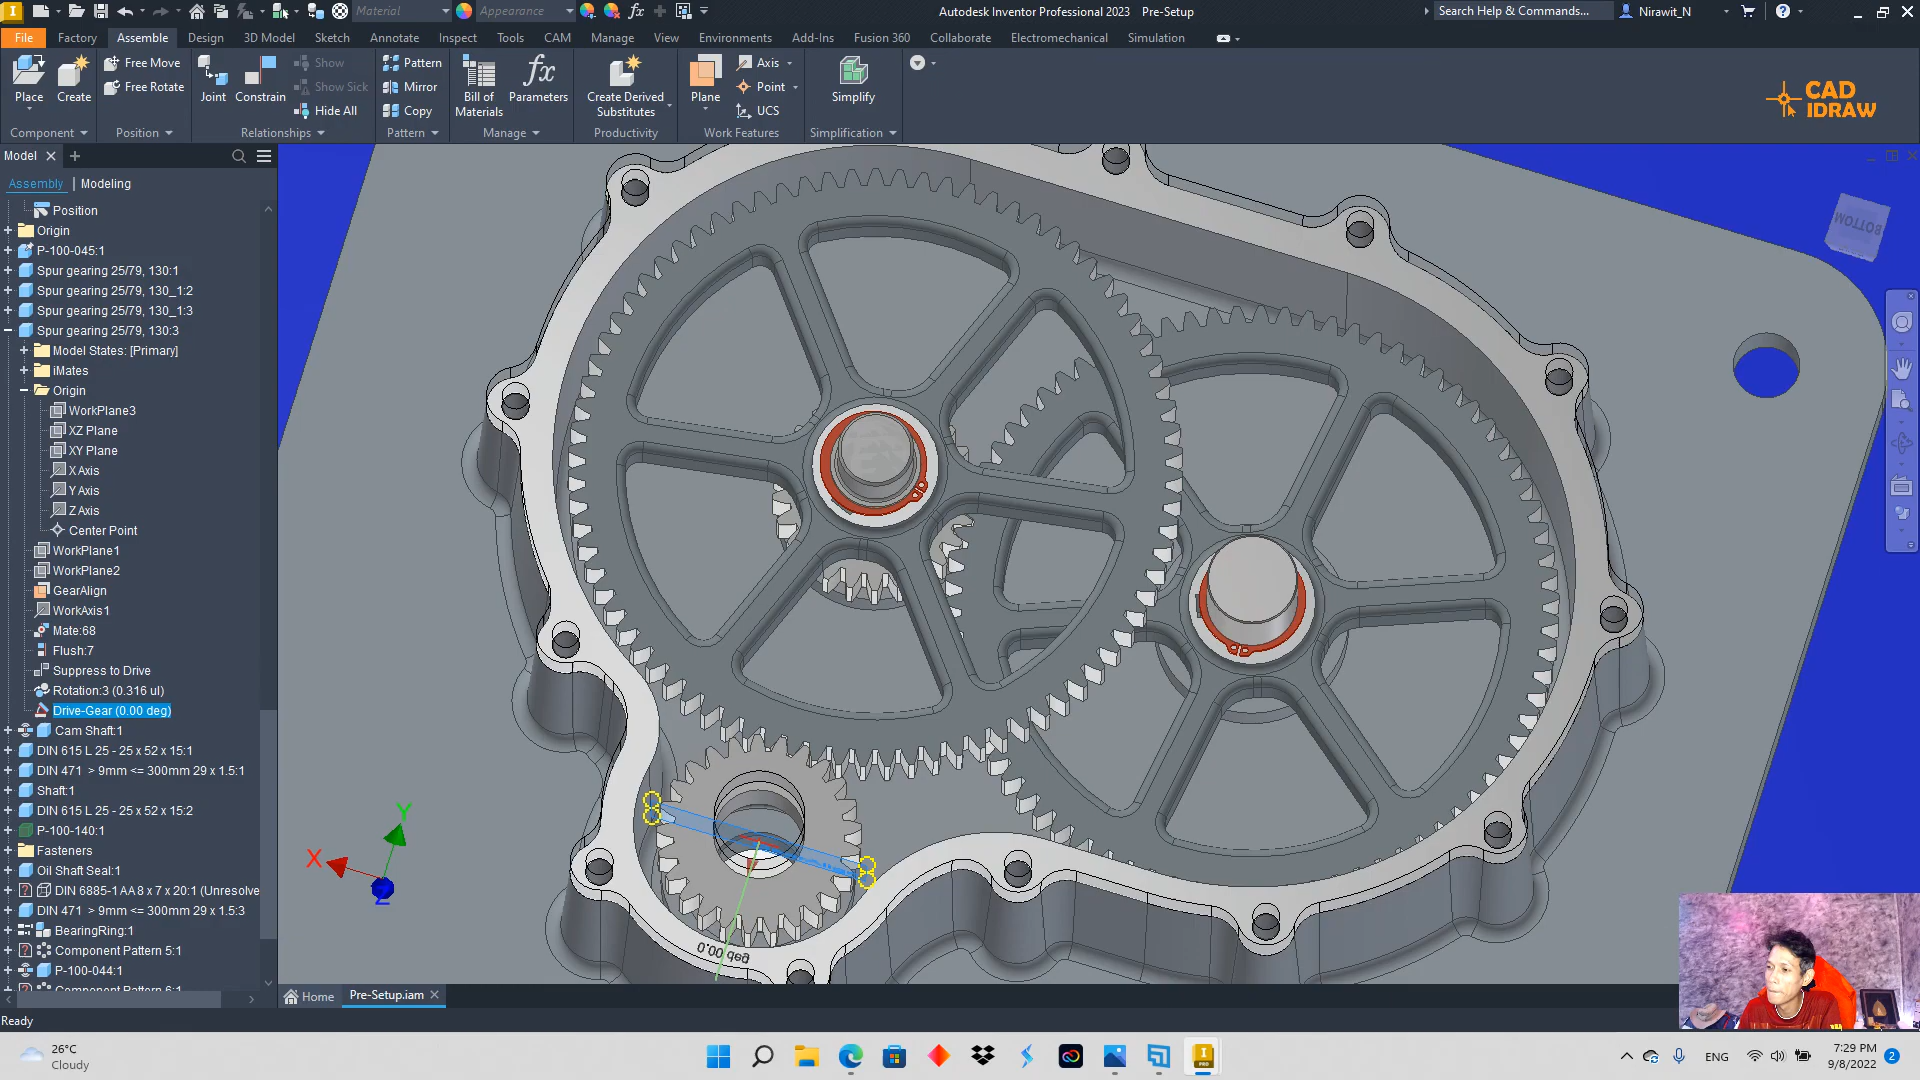 Material
Appearance
fx
Autodesk Inventor Professional 2023 Pre-Setup
Search Help & Commands...
Nirawit_N
File
Factory
Assemble
Design
3D Model
Sketch
Annotate
Inspect
Tools
CAM
Manage
View
Environments
Add-Ins
Fusion 360
Collaborate
Electromechanical
Simulation
Place
Create
Component
Free Move
Free Rotate
Position
Joint
Constrain
Show
Show Sick
Hide All
Relationships
Pattern
Mirror
Copy
Pattern
Bill of
Materials
fx
Parameters
Manage
Create Derived
Substitutes
Productivity
Plane
Axis
Point
UCS
Work Features
Simplify
Simplification
CAD
IDRAW
Model
Assembly | Modeling
Position
Origin
P-100-045:1
Spur gearing 25/79, 130:1
Spur gearing 25/79, 130_1:2
Spur gearing 25/79, 130_1:3
Spur gearing 25/79, 130:3
Model States: [Primary]
iMates
Origin
WorkPlane3
XZ Plane
XY Plane
X Axis
Y Axis
Z Axis
Center Point
WorkPlane1
WorkPlane2
GearAlign
WorkAxis1
Mate:68
Flush:7
Suppress to Drive
Rotation:3 (0.316 ul)
Drive-Gear (0.00 deg)
Cam Shaft:1
DIN 615 L 25 - 25 x 52 x 15:1
DIN 471 > 9mm <= 300mm 29 x 1.5:1
Shaft:1
DIN 615 L 25 - 25 x 52 x 15:2
P-100-140:1
Fasteners
Oil Shaft Seal:1
DIN 6885-1 AA 8 x 7 x 20:1 (Unresolve
DIN 471 > 9mm <= 300mm 29 x 1.5:3
BearingRing:1
Component Pattern 5:1
P-100-044:1
Component Pattern 6:1
BOTTOM
0.00 deg
X
Y
Z
Home
Pre-Setup.iam
Ready
26°C
Cloudy
PRO
ENG
7:29 PM
9/8/2022
2